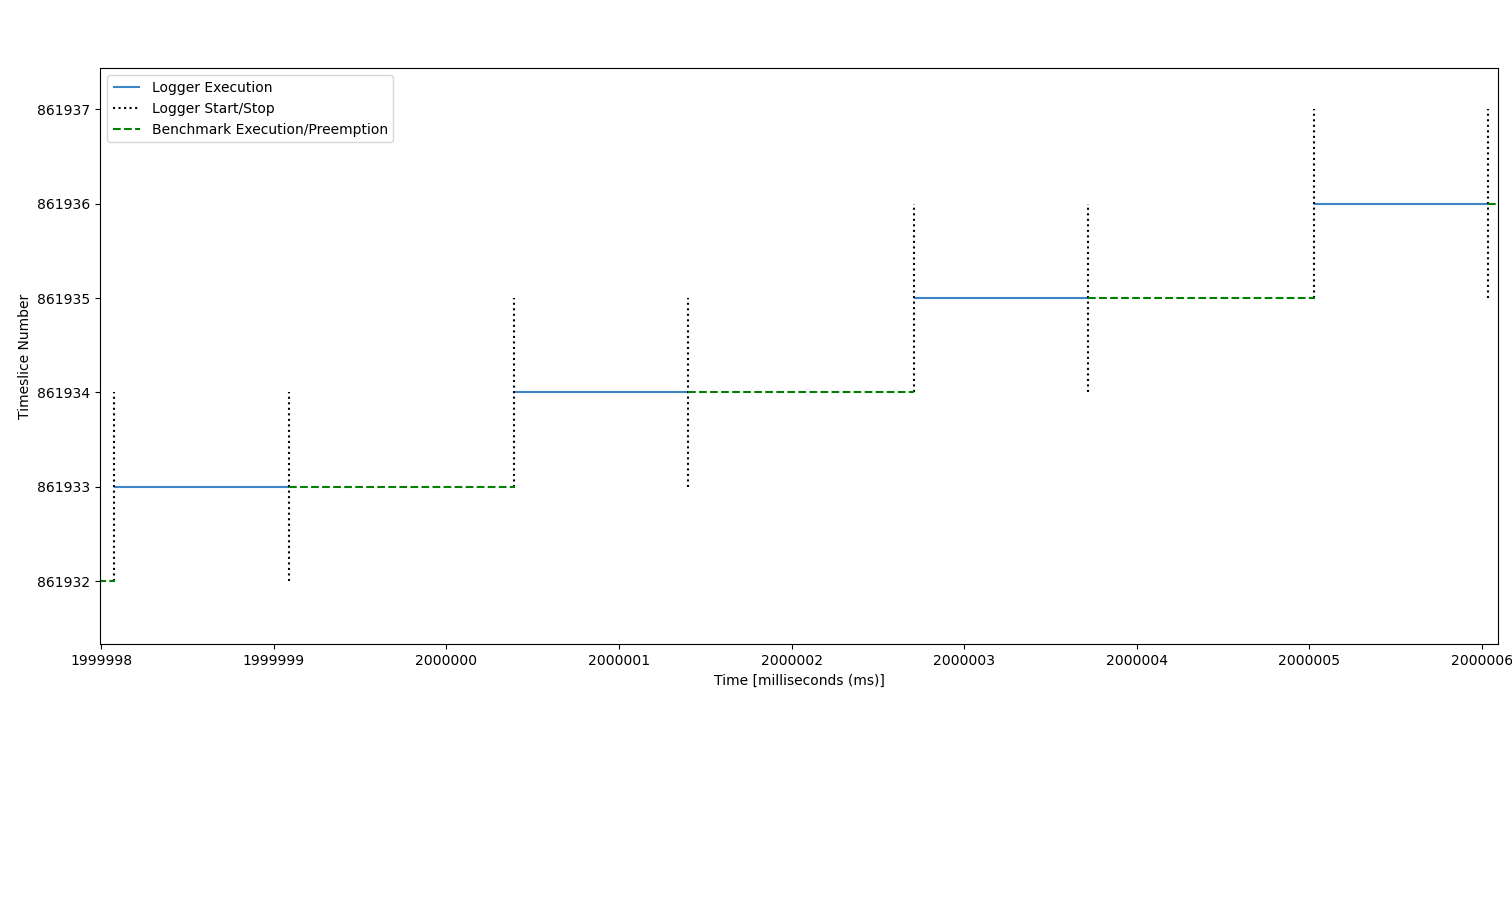 Logger Execution
Logger Start/Stop
Benchmark Execution/Preemption
Timeslice Number
861937
861936
861935
861934
861933
861932
1999998 1999999 2000000 2000001 2000002 2000003 2000004 2000005 2000006
Time [milliseconds (ms)]